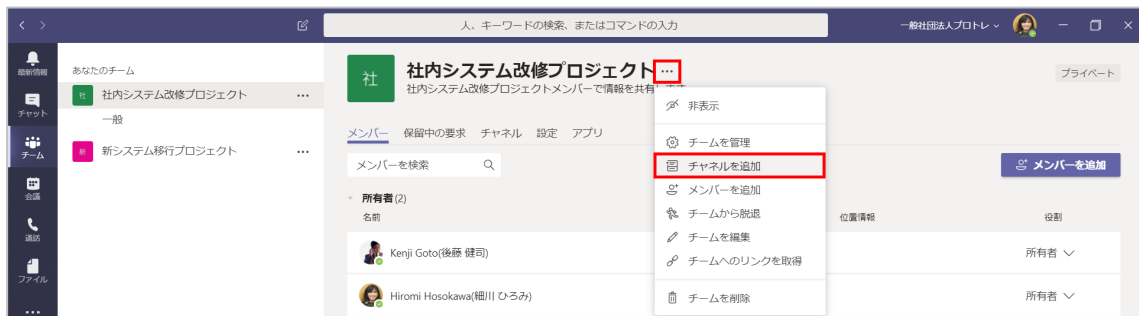 人、キーワードの検索、またはコマンドの入力
一般社団法人プロトレ
最新情報
チャット
チーム
会議
通話
ファイル
あなたのチーム
社 社内システム改修プロジェクト ...
一般
新 新システム移行プロジェクト ...
社
社内システム改修プロジェクト ...
社内システム改修プロジェクトメンバーで情報を共有します
プライベート
メンバー 保留中の要求 チャネル 設定 アプリ
メンバーを検索
メンバーを追加
所有者(2)
名前 位置情報 役割
Kenji Goto(後藤 健司) 所有者
Hiromi Hosokawa(細川 ひろみ) 所有者
非表示
チームを管理
チャネルを追加
メンバーを追加
チームから脱退
チームを編集
チームへのリンクを取得
チームを削除